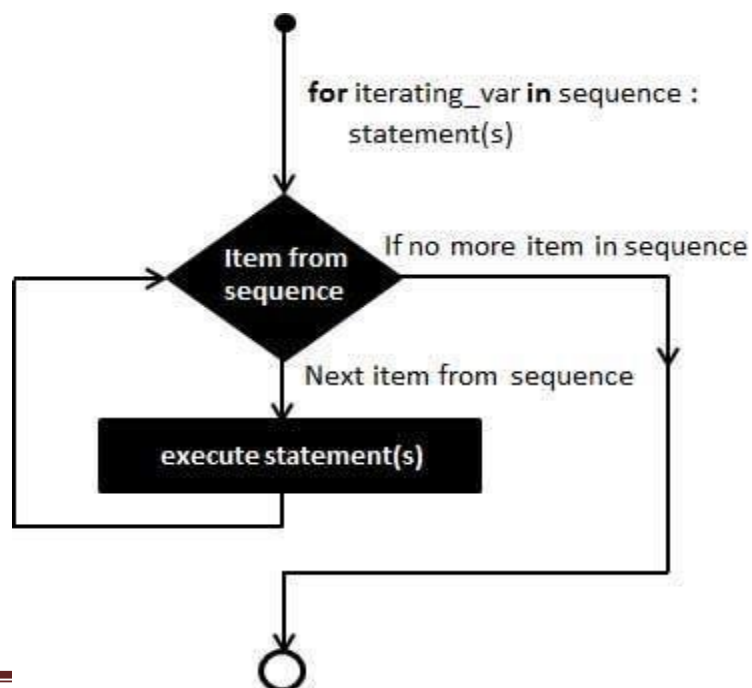 for iterating_var in sequence :
statement(s)
Item from
sequence
If no more item in sequence
Next item from sequence
execute statement(s)